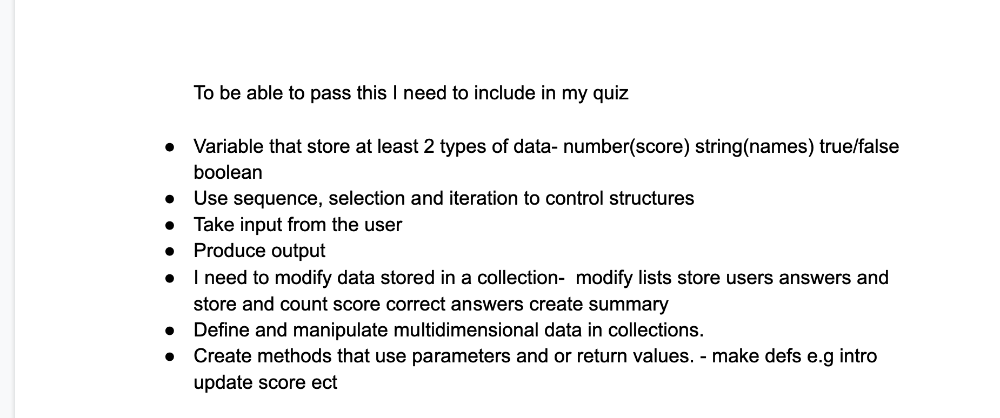 To be able to pass this I need to include in my quiz
● Variable that store at least 2 types of data- number(score) string(names) true/false
boolean
● Use sequence, selection and iteration to control structures
● Take input from the user
● Produce output
● I need to modify data stored in a collection-  modify lists store users answers and
store and count score correct answers create summary
● Define and manipulate multidimensional data in collections.
● Create methods that use parameters and or return values. - make defs e.g intro
update score ect